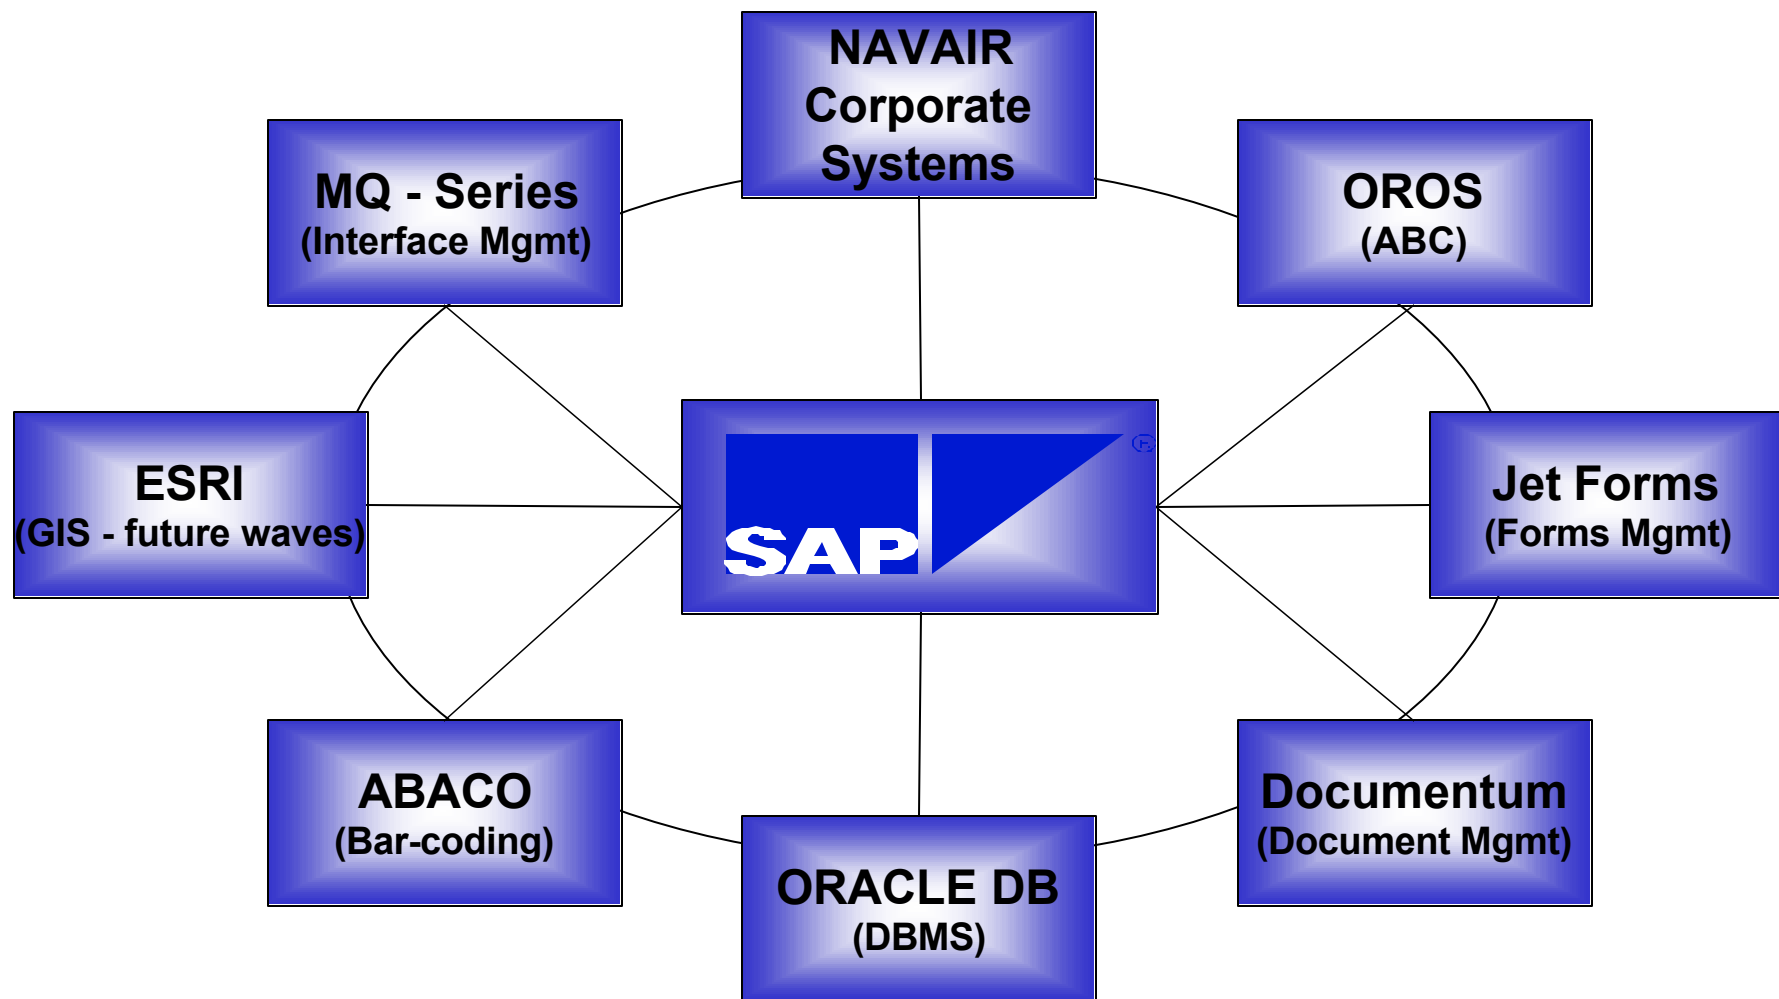 NAVAIR
Corporate
Systems
MQ - Series
(Interface Mgmt)
OROS
(ABC)
ESRI
(GIS - future waves)
SAP
®
Jet Forms
(Forms Mgmt)
ABACO
(Bar-coding)
Documentum
(Document Mgmt)
ORACLE DB
(DBMS)